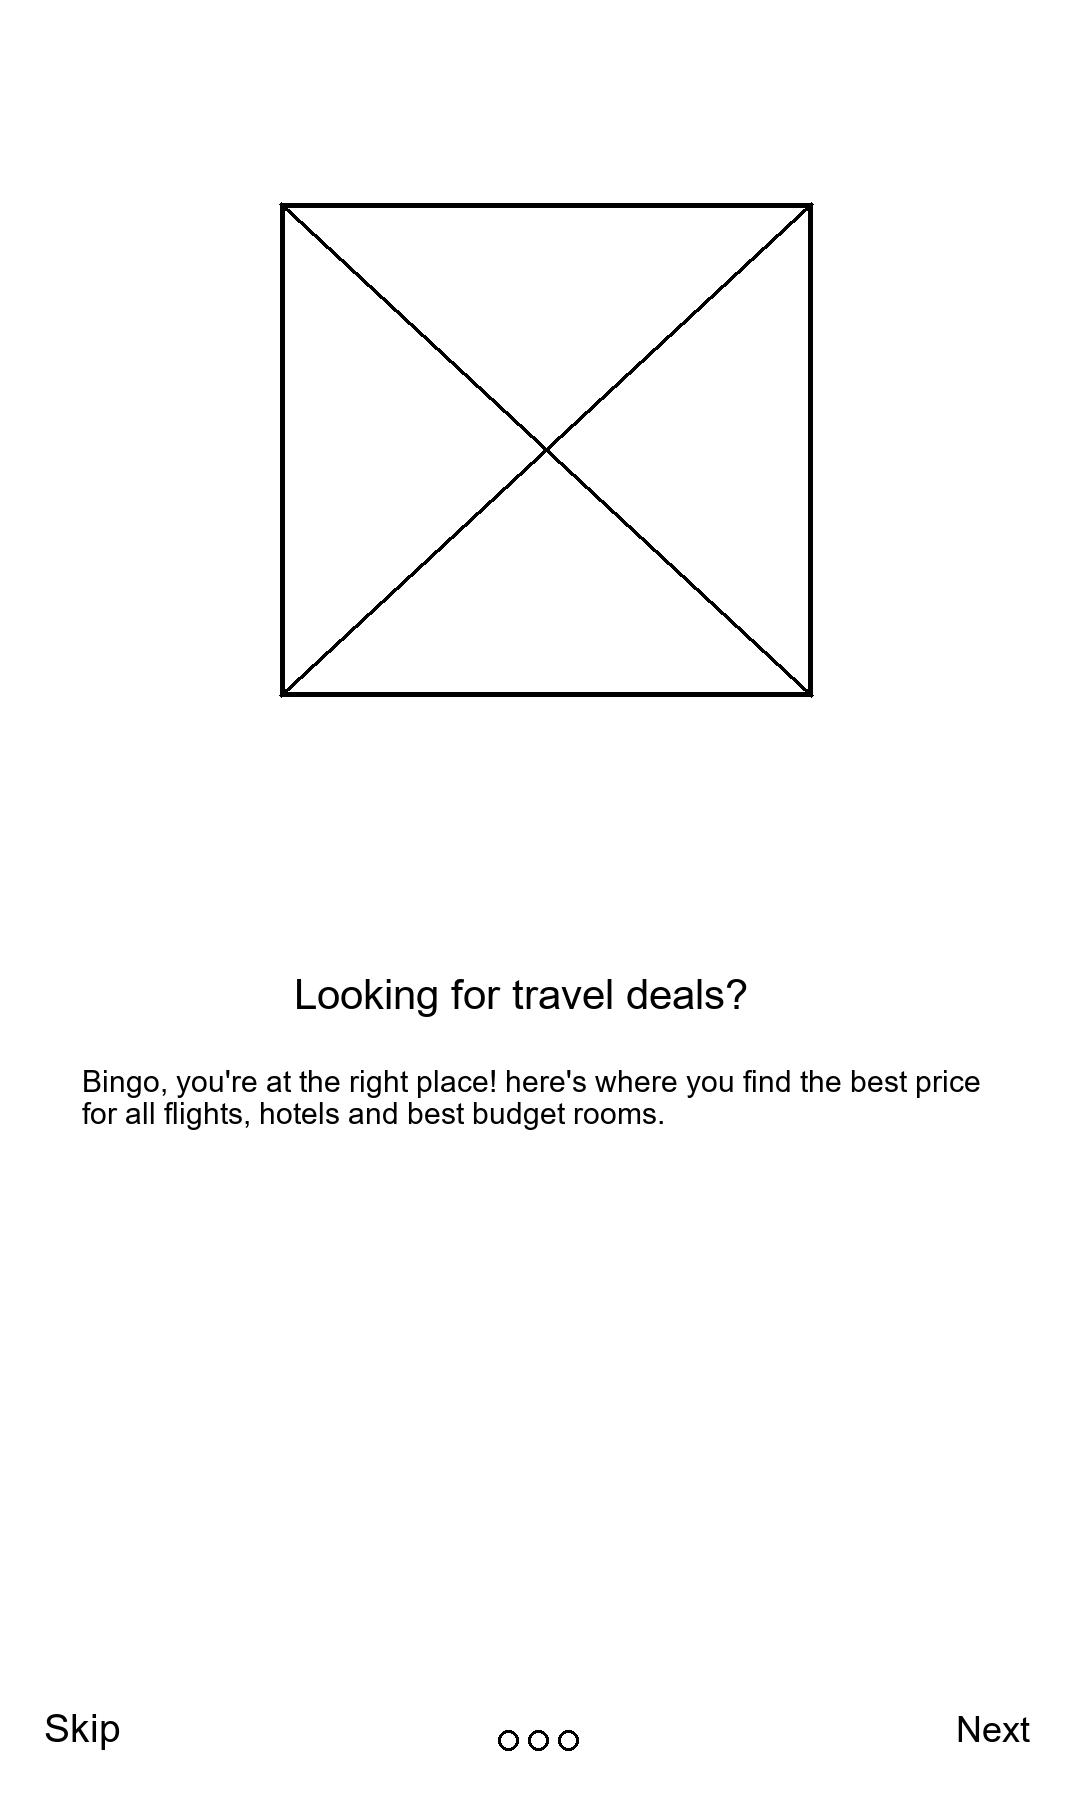 Looking for travel deals?
Bingo, you're at the right place! here's where you find the best price
for all flights, hotels and best budget rooms.
Skip
Next